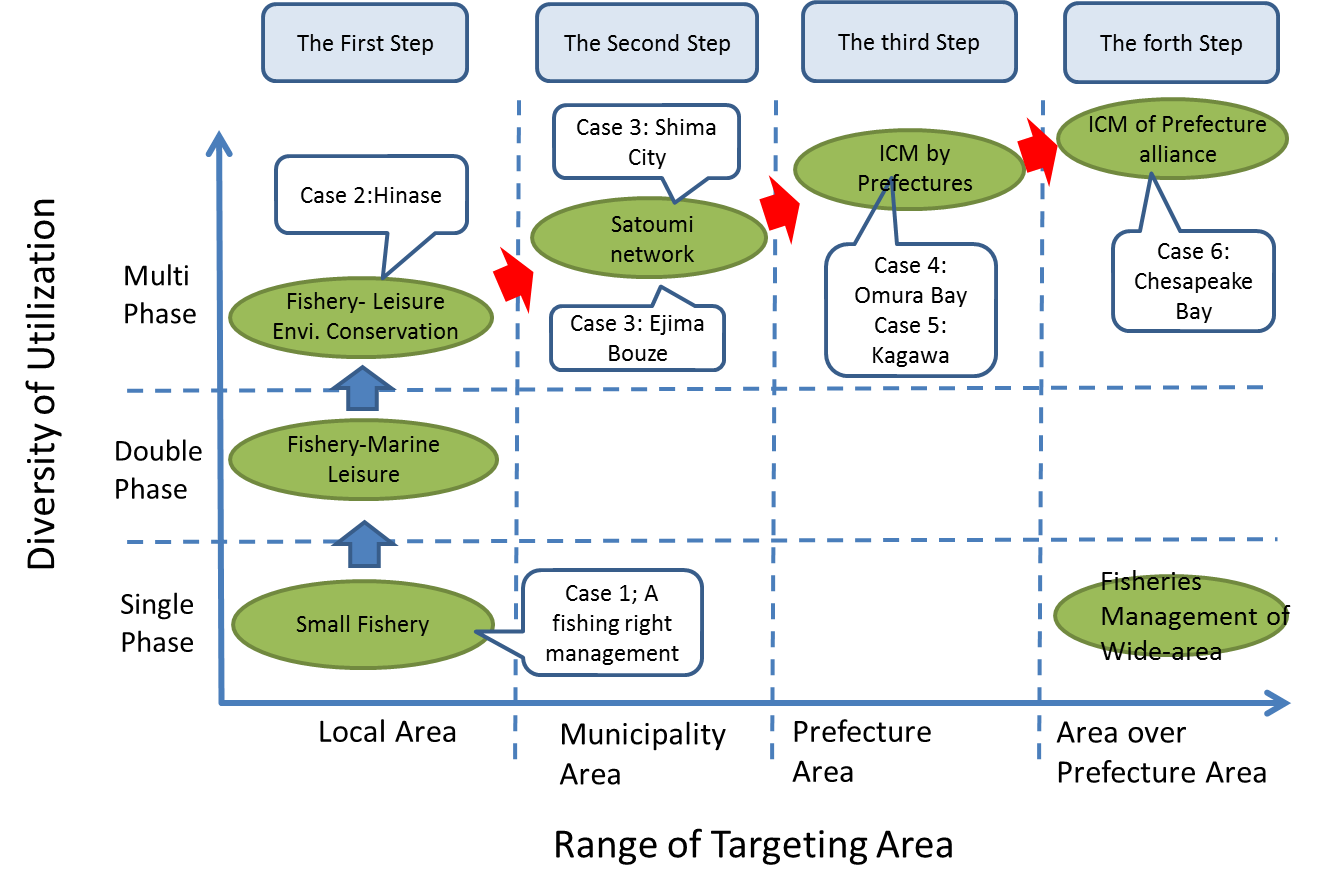 The First Step
The Second Step
The third Step
The forth Step
Diversity of Utilization
Multi
Phase
Double
Phase
Single
Phase
Case 2:Hinase
Fishery- Leisure
Envi. Conservation
Fishery-Marine
Leisure
Small Fishery
Case 1; A
fishing right
management
Case 3: Shima
City
Satoumi
network
Case 3: Ejima
Bouze
ICM by
Prefectures
Case 4:
Omura Bay
Case 5:
Kagawa
ICM of Prefecture
alliance
Case 6:
Chesapeake
Bay
Fisheries
Management of
Wide-area
Local Area
Municipality
Area
Prefecture
Area
Area over
Prefecture Area
Range of Targeting Area